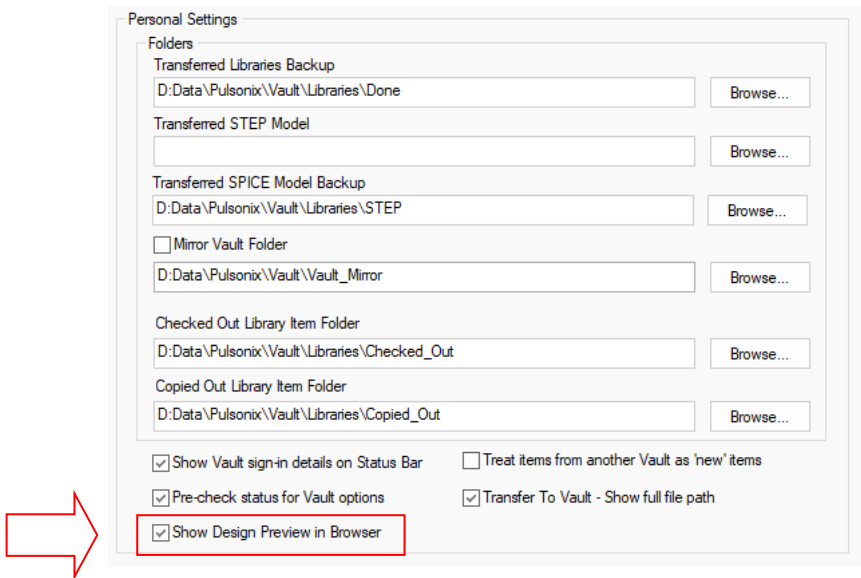 Personal Settings
Folders
Transferred Libraries Backup
D:Data\Pulsonix\Vault\Libraries\Done
Browse...
Transferred STEP Model
Browse...
Transferred SPICE Model Backup
D:Data\Pulsonix\Vault\Libraries\STEP
Browse...
Mirror Vault Folder
D:Data\Pulsonix\Vault\Vault_Mirror
Browse...
Checked Out Library Item Folder
D:Data\Pulsonix\Vault\Libraries\Checked_Out
Browse...
Copied Out Library Item Folder
D:Data\Pulsonix\Vault\Libraries\Copied_Out
Browse...
Show Vault sign-in details on Status Bar
Treat items from another Vault as 'new' items
Pre-check status for Vault options
Transfer To Vault - Show full file path
Show Design Preview in Browser